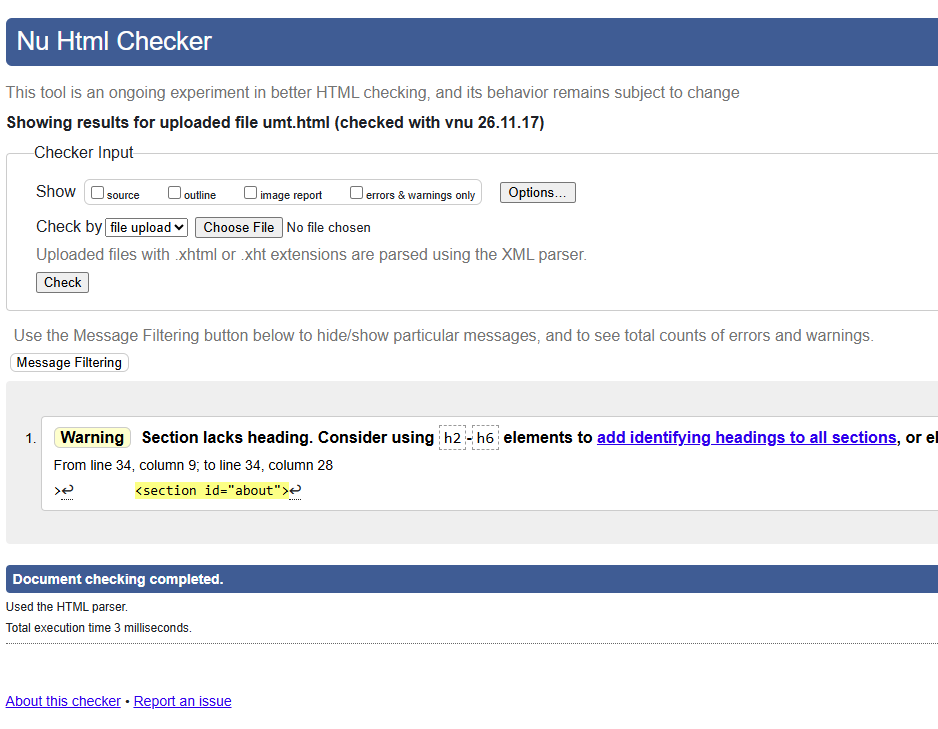 Nu Html Checker
This tool is an ongoing experiment in better HTML checking, and its behavior remains subject to change
Showing results for uploaded file umt.html (checked with vnu 26.11.17)
Checker Input
Show source outline image report errors & warnings only Options...
Check by file upload Choose File No file chosen
Uploaded files with .xhtml or .xht extensions are parsed using the XML parser.
Check
Use the Message Filtering button below to hide/show particular messages, and to see total counts of errors and warnings.
Message Filtering
1. Warning Section lacks heading. Consider using h2-h6 elements to add identifying headings to all sections, or el
From line 34, column 9; to line 34, column 28
>↩ <section id="about">↩
Document checking completed.
Used the HTML parser.
Total execution time 3 milliseconds.
About this checker • Report an issue